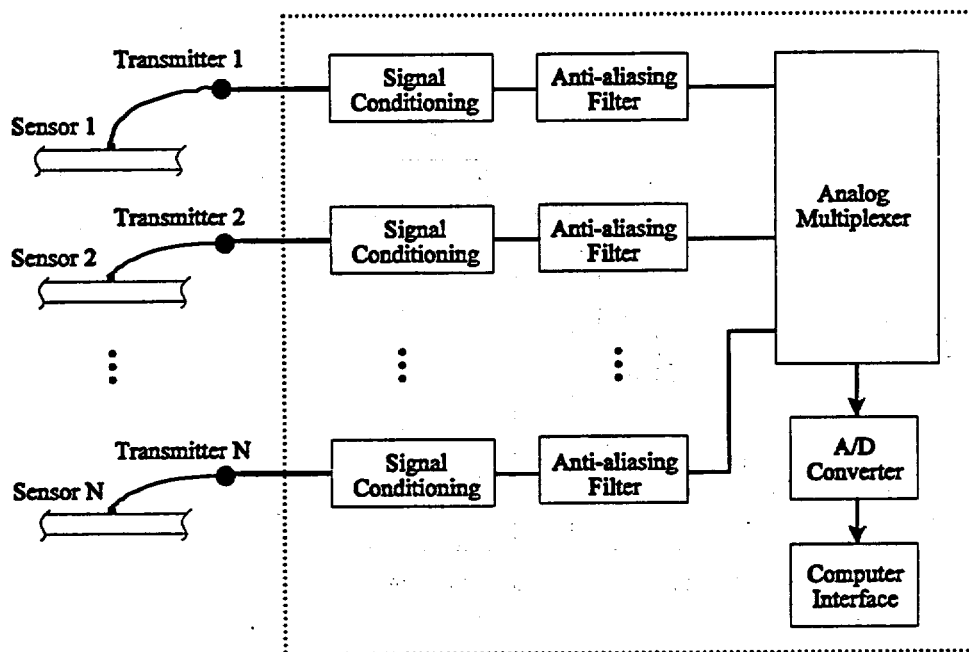 Transmitter 1
Signal
Conditioning
Anti-aliasing
Filter
Sensor 1
Analog
Multiplexer
Transmitter 2
Signal
Conditioning
Anti-aliasing
Filter
Sensor 2
Transmitter N
Signal
Conditioning
Anti-aliasing
Filter
A/D
Converter
Sensor N
Computer
Interface